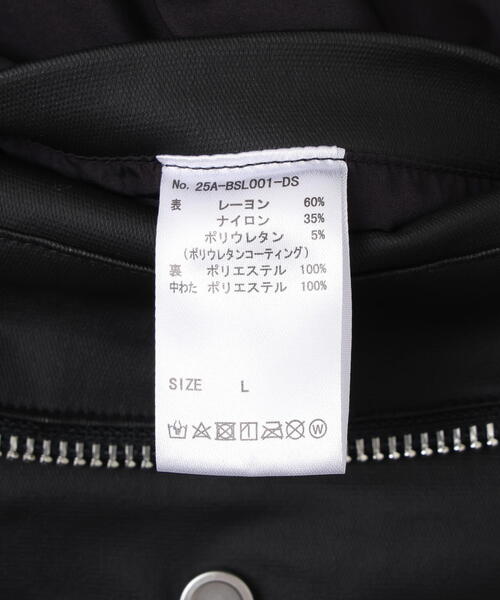 No. 25A-BSL001-DS
表 レーヨン 60%
ナイロン 35%
ポリウレタン 5%
(ポリウレタンコーティング)
裏 ポリエステル 100%
中わた ポリエステル 100%
SIZE L
W